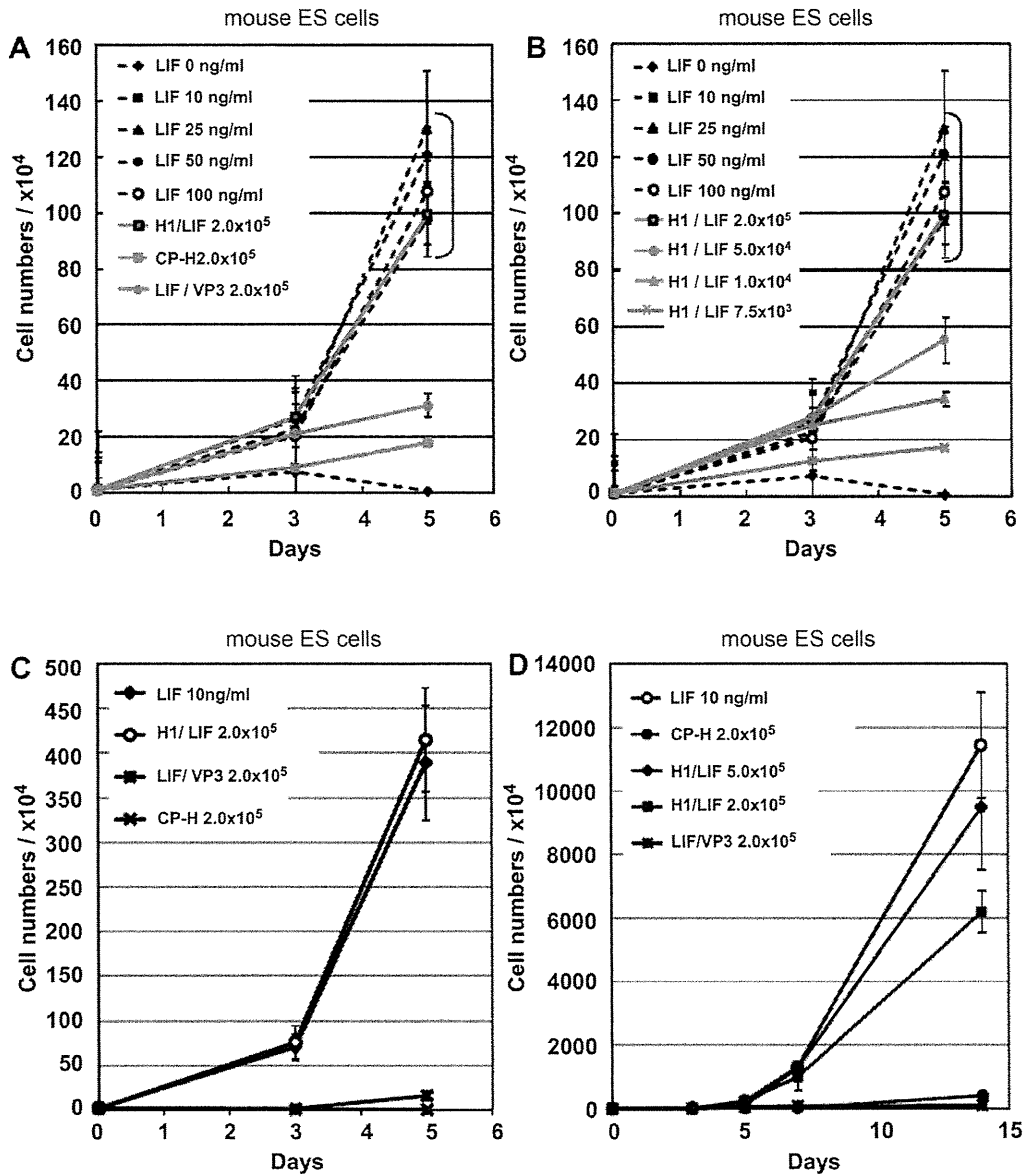 mouse ES cells
A
160
140
120
100
80
60
40
20
0
Cell numbers / x10⁴
LIF 0 ng/ml
LIF 10 ng/ml
LIF 25 ng/ml
LIF 50 ng/ml
LIF 100 ng/ml
H1/LIF 2.0x10⁵
CP-H2.0x10⁵
LIF / VP3 2.0x10⁵
0 1 2 3 4 5 6
Days
mouse ES cells
B
160
140
120
100
80
60
40
20
0
Cell numbers / x10⁴
LIF 0 ng/ml
LIF 10 ng/ml
LIF 25 ng/ml
LIF 50 ng/ml
LIF 100 ng/ml
H1 / LIF 2.0x10⁵
H1 / LIF 5.0x10⁴
H1 / LIF 1.0x10⁴
H1 / LIF 7.5x10³
0 1 2 3 4 5 6
Days
mouse ES cells
C
500
450
400
350
300
250
200
150
100
50
0
Cell numbers / x10⁴
LIF 10ng/ml
H1/ LIF 2.0x10⁵
LIF/ VP3 2.0x10⁵
CP-H 2.0x10⁵
0 1 2 3 4 5 6
Days
mouse ES cells
D
14000
12000
10000
8000
6000
4000
2000
0
Cell numbers / x10⁴
LIF 10 ng/ml
CP-H 2.0x10⁵
H1/LIF 5.0x10⁵
H1/LIF 2.0x10⁵
LIF/VP3 2.0x10⁵
0 5 10 15
Days